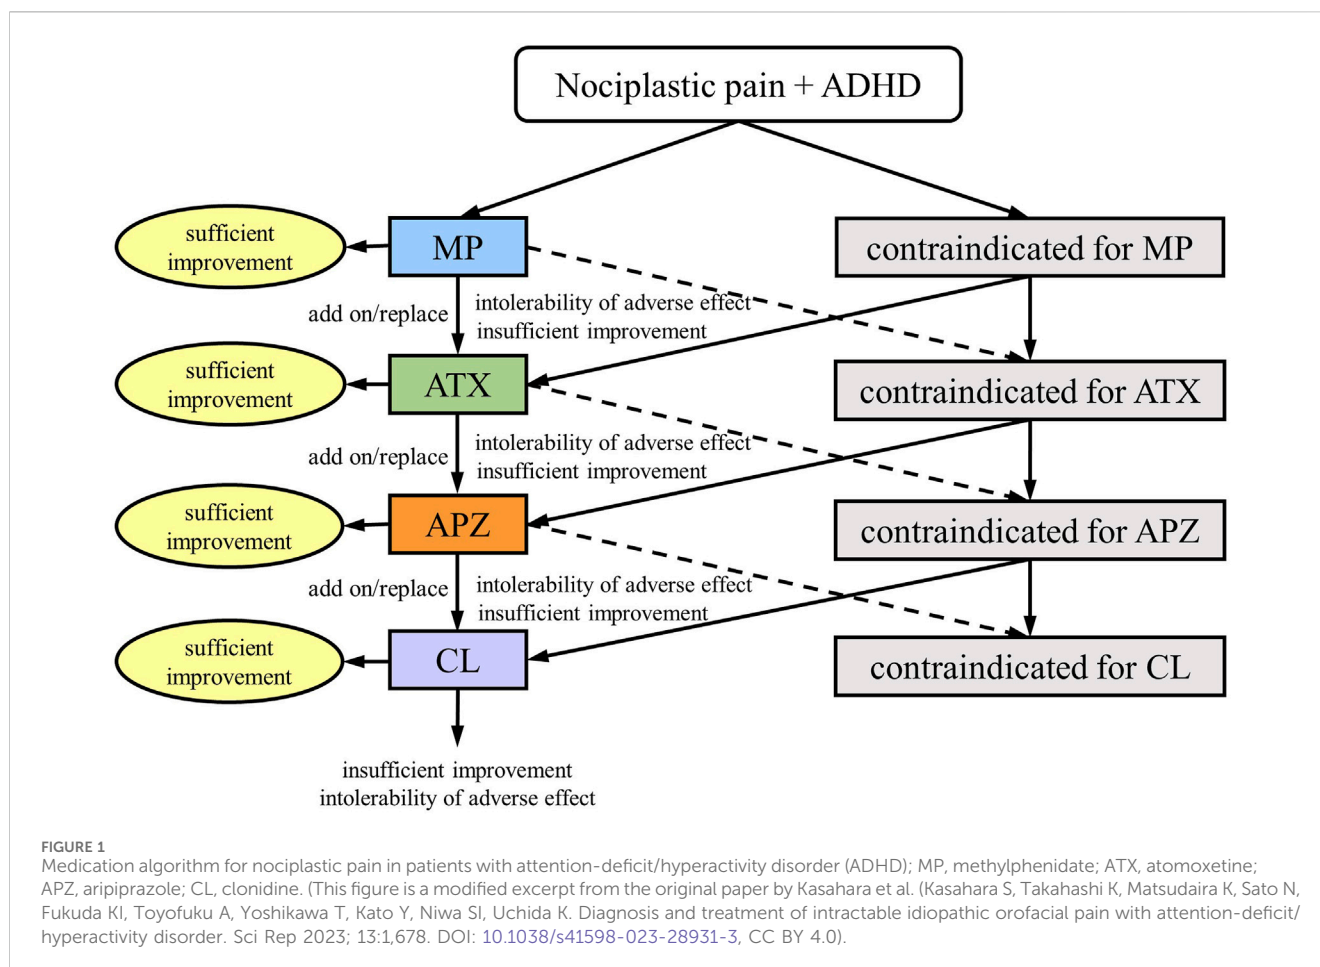 Nociplastic pain + ADHD
sufficient
improvement
MP
contraindicated for MP
add on/replace
intolerability of adverse effect
insufficient improvement
sufficient
improvement
ATX
contraindicated for ATX
add on/replace
intolerability of adverse effect
insufficient improvement
sufficient
improvement
APZ
contraindicated for APZ
add on/replace
intolerability of adverse effect
insufficient improvement
sufficient
improvement
CL
contraindicated for CL
insufficient improvement
intolerability of adverse effect
FIGURE 1
Medication algorithm for nociplastic pain in patients with attention-deficit/hyperactivity disorder (ADHD); MP, methylphenidate; ATX, atomoxetine;
APZ, aripiprazole; CL, clonidine. (This figure is a modified excerpt from the original paper by Kasahara et al. (Kasahara S, Takahashi K, Matsudaira K, Sato N,
Fukuda KI, Toyofuku A, Yoshikawa T, Kato Y, Niwa SI, Uchida K. Diagnosis and treatment of intractable idiopathic orofacial pain with attention-deficit/
hyperactivity disorder. Sci Rep 2023; 13:1,678. DOI: 10.1038/s41598-023-28931-3, CC BY 4.0).